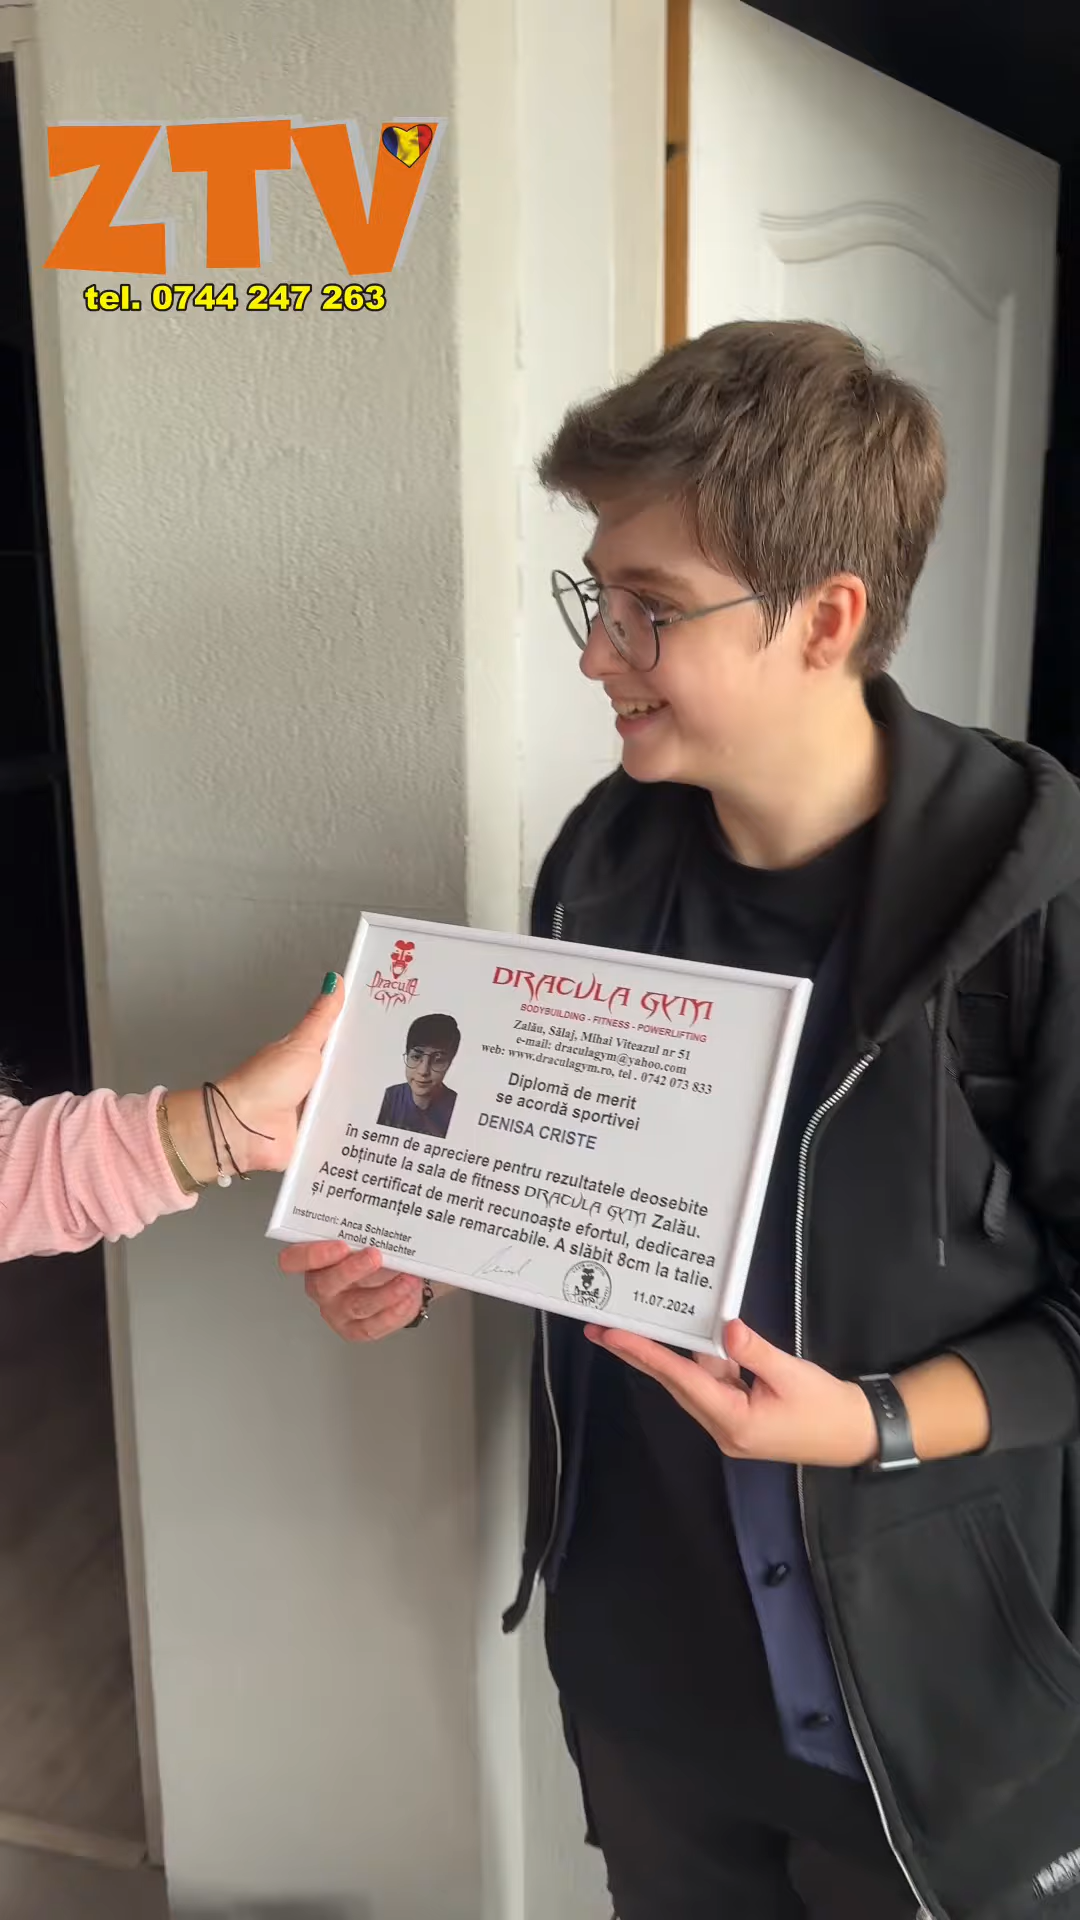 ZTV
tel. 0744 247 263
Dracula
GYM
DRACULA GYM
BODYBUILDING - FITNESS - POWERLIFTING
Zalău, Sălaj, Mihai Viteazul nr 51
e-mail: draculagym@yahoo.com
web: www.draculagym.ro, tel . 0742 073 833
Diplomă de merit
se acordă sportivei
DENISA CRISTE
în semn de apreciere pentru rezultatele deosebite
obținute la sala de fitness DRACULA GYM Zalău.
Acest certificat de merit recunoaște efortul, dedicarea
și performanțele sale remarcabile. A slăbit 8cm la talie.
Instructori: Anca Schlachter
Arnold Schlachter
11.07.2024